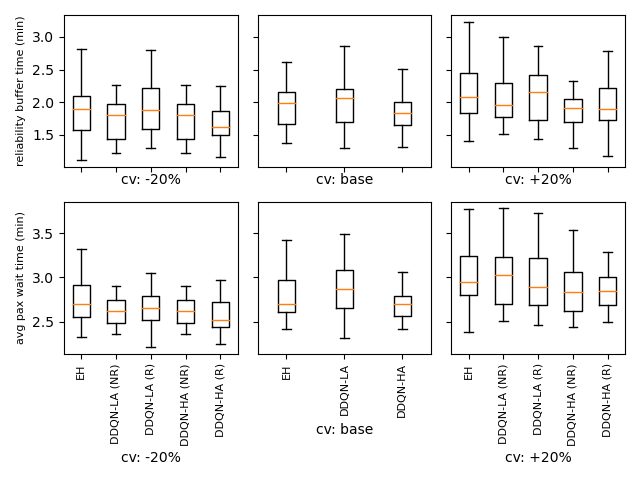 reliability buffer time (min)
3.0
2.5
2.0
1.5
cv: -20%
cv: base
cv: +20%
avg pax wait time (min)
3.5
3.0
2.5
EH
DDQN-LA (NR)
DDQN-LA (R)
DDQN-HA (NR)
DDQN-HA (R)
cv: -20%
EH
DDQN-LA
DDQN-HA
cv: base
EH
DDQN-LA (NR)
DDQN-LA (R)
DDQN-HA (NR)
DDQN-HA (R)
cv: +20%